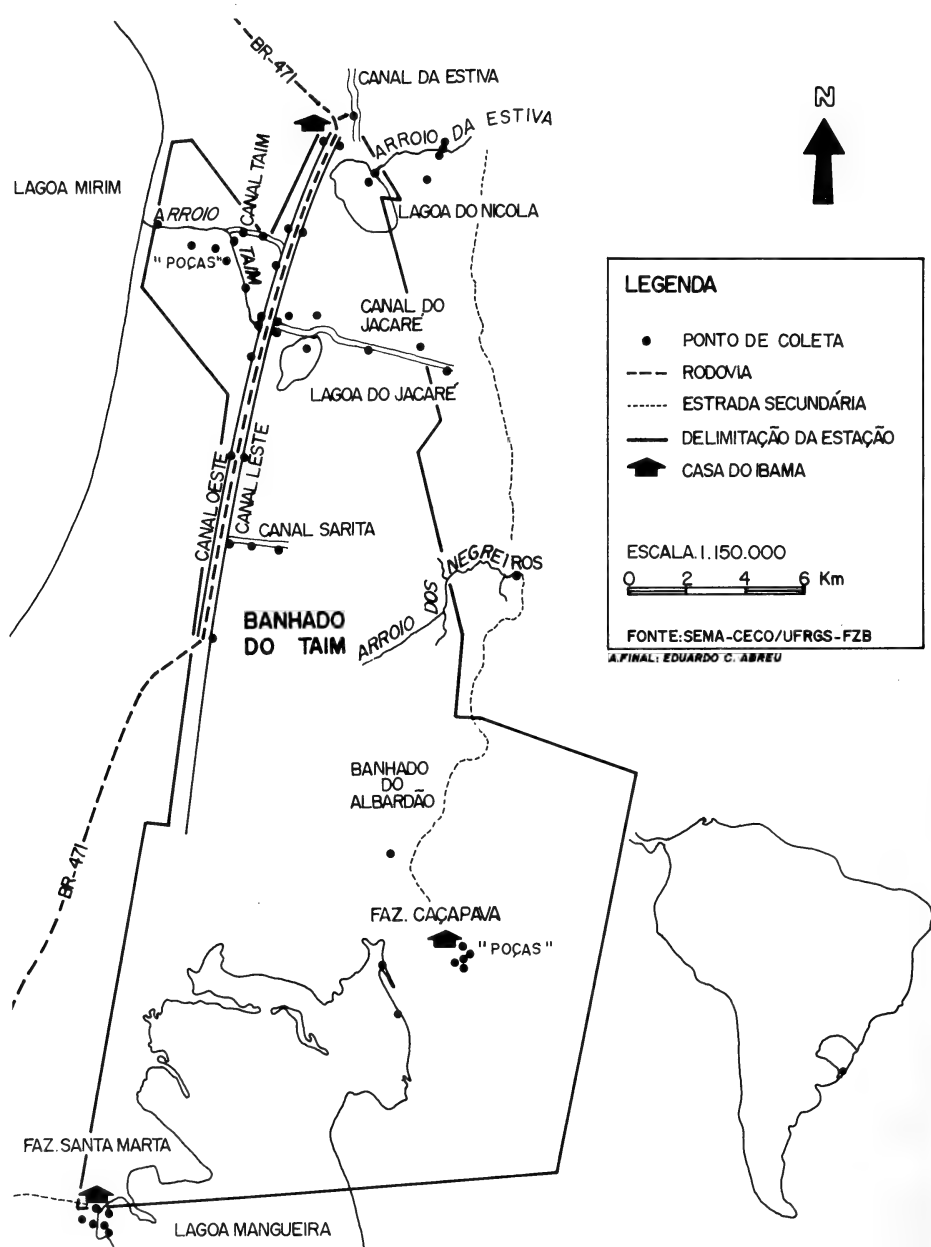 BR-471
CANAL DA ESTIVA
N
ARROIO DA ESTIVA
LAGOA MIRIM
CANAL TAIM
ARROIO TAIM
LAGOA DO NICOLA
"POÇAS"
CANAL DO
JACARÉ
LAGOA DO JACARÉ
CANAL OESTE
CANAL LESTE
CANAL SARITA
ARROIO DOS NEGREIROS
BANHADO
DO TAIM
BANHADO
DO
ALBARDÃO
BR-471
FAZ. CAÇAPAVA
"POÇAS"
FAZ. SANTA MARTA
LAGOA MANGUEIRA
LEGENDA
PONTO DE COLETA
RODOVIA
ESTRADA SECUNDÁRIA
DELIMITAÇÃO DA ESTAÇÃO
CASA DO IBAMA
ESCALA.1.150.000
0 2 4 6 Km
FONTE:SEMA-CECO/UFRGS-FZB
A.FINAL: EDUARDO C. ABREU